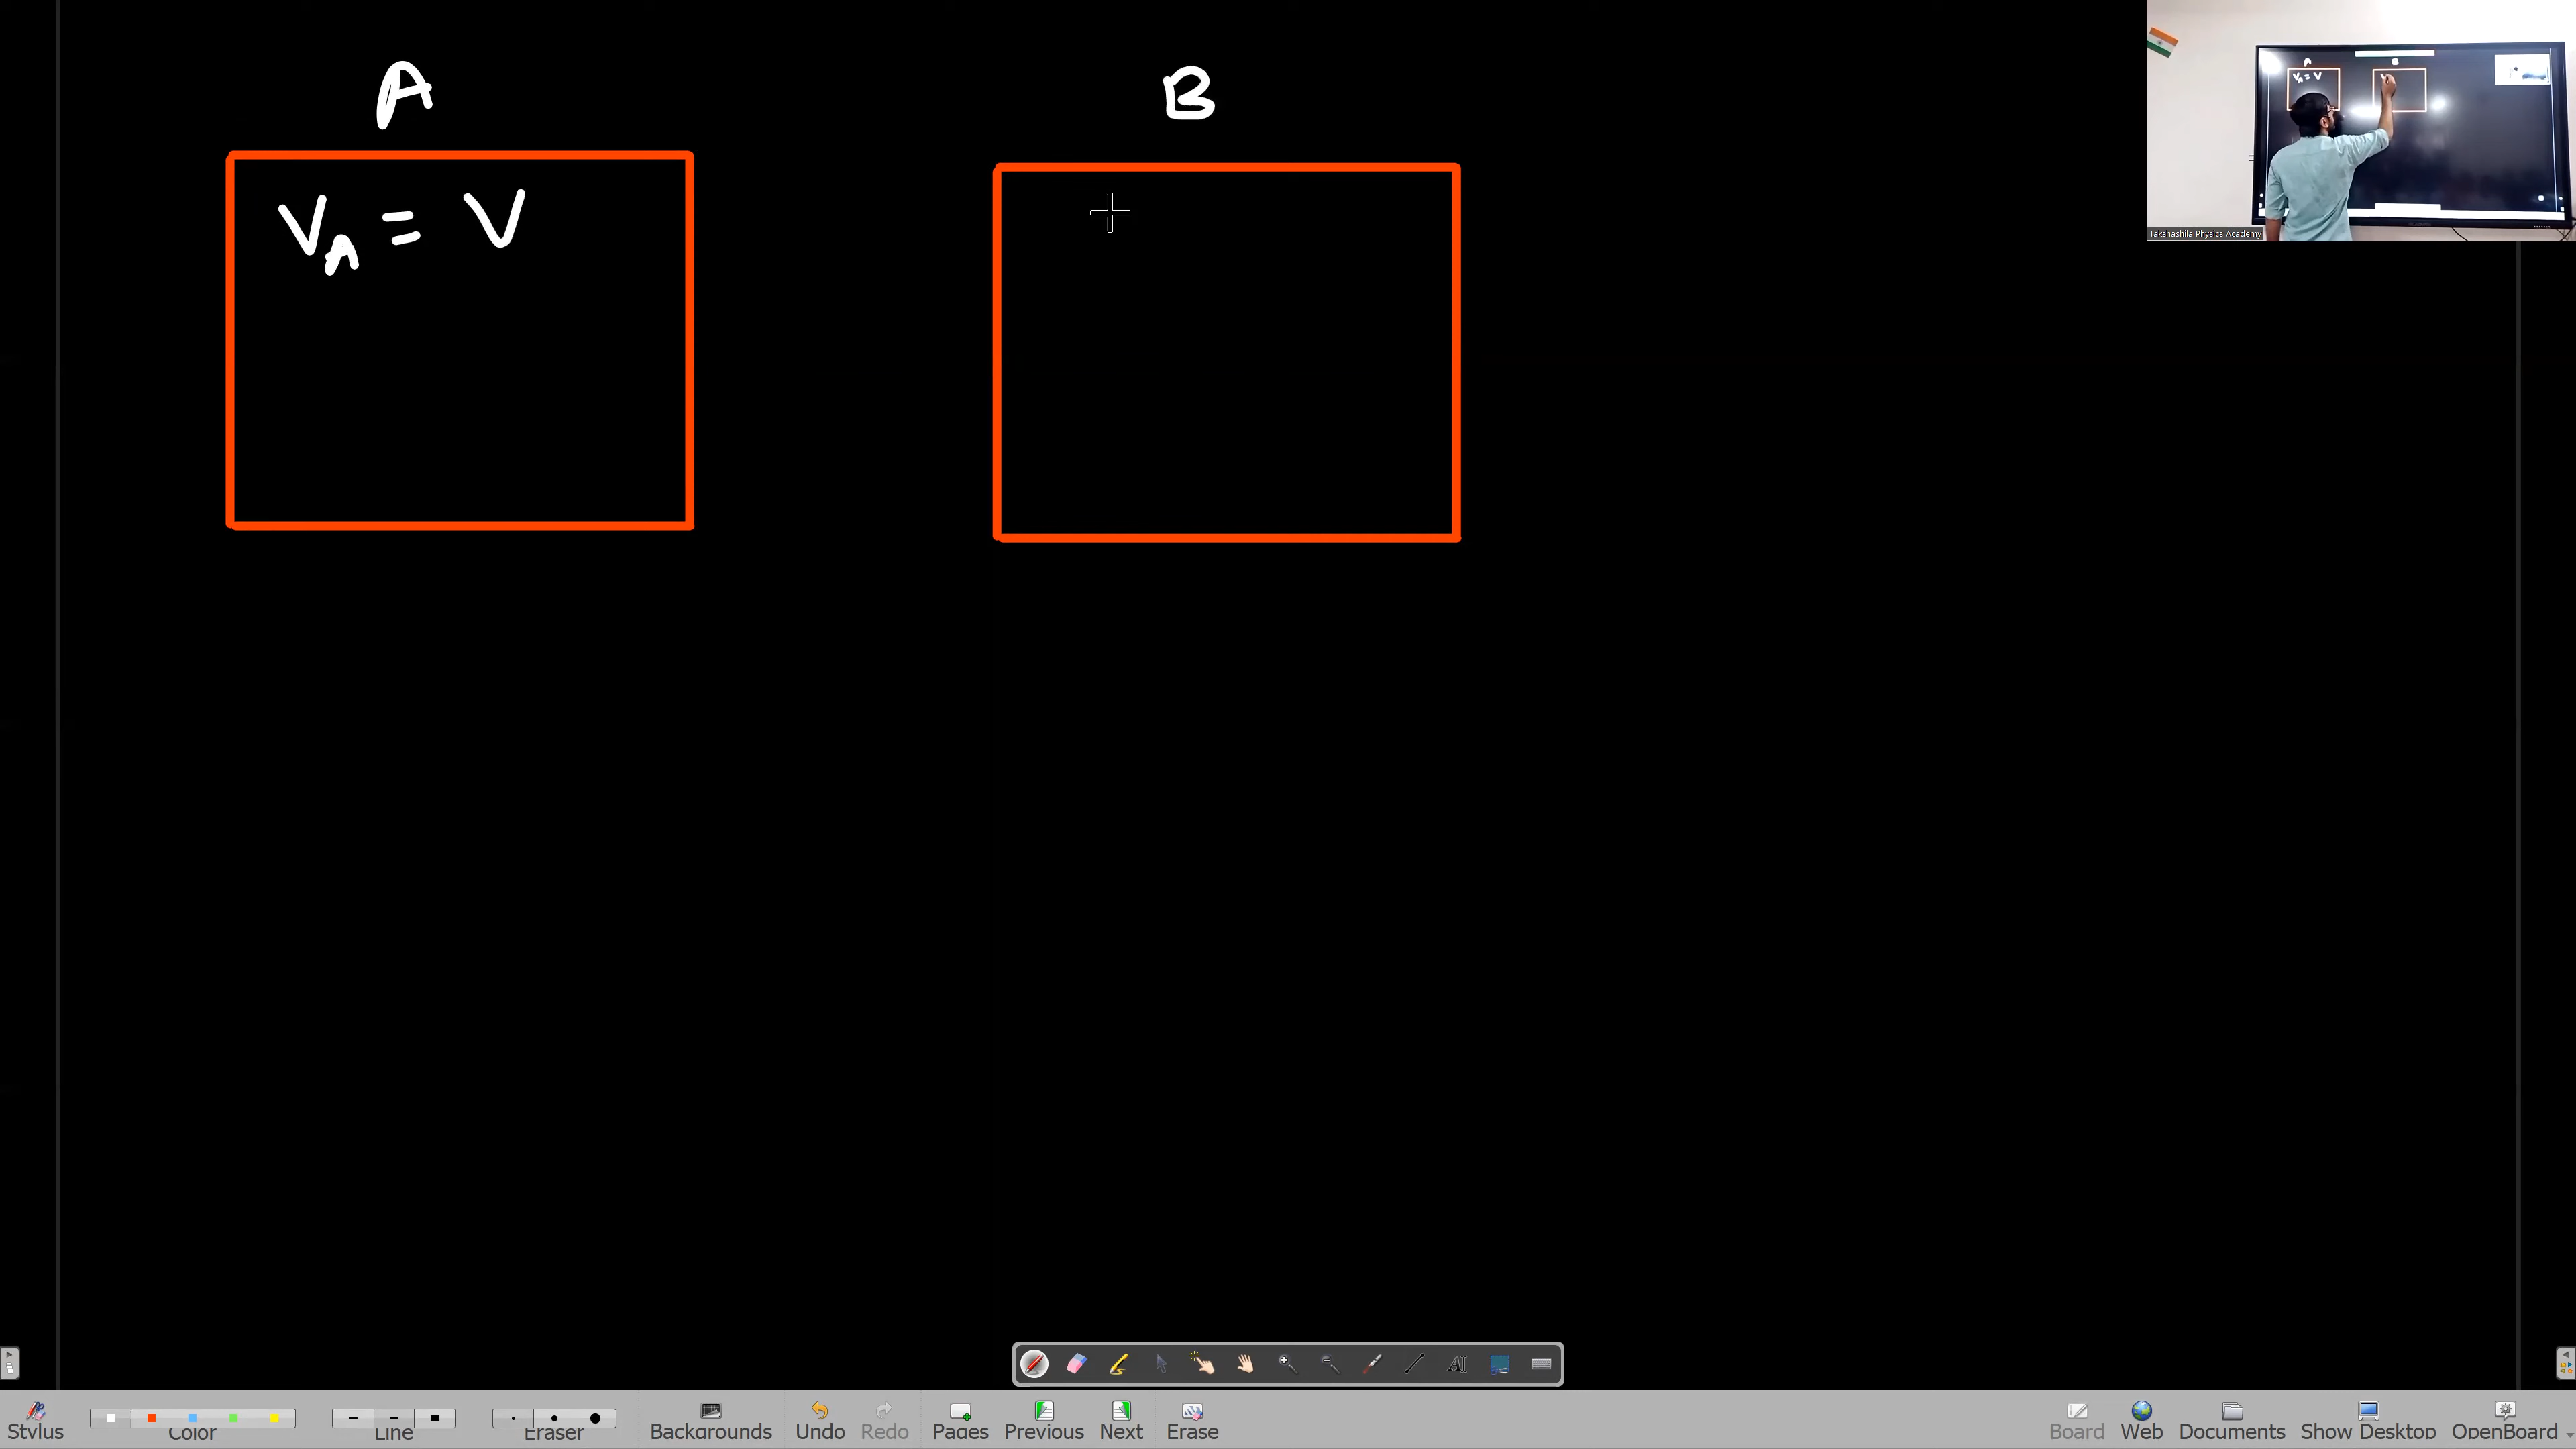 A
B
V_A = V
Takshashila Physics Academy
Stylus
Color
Line
Eraser
Backgrounds
Undo
Redo
Pages
Previous
Next
Erase
Board
Web
Documents
Show Desktop
OpenBoard